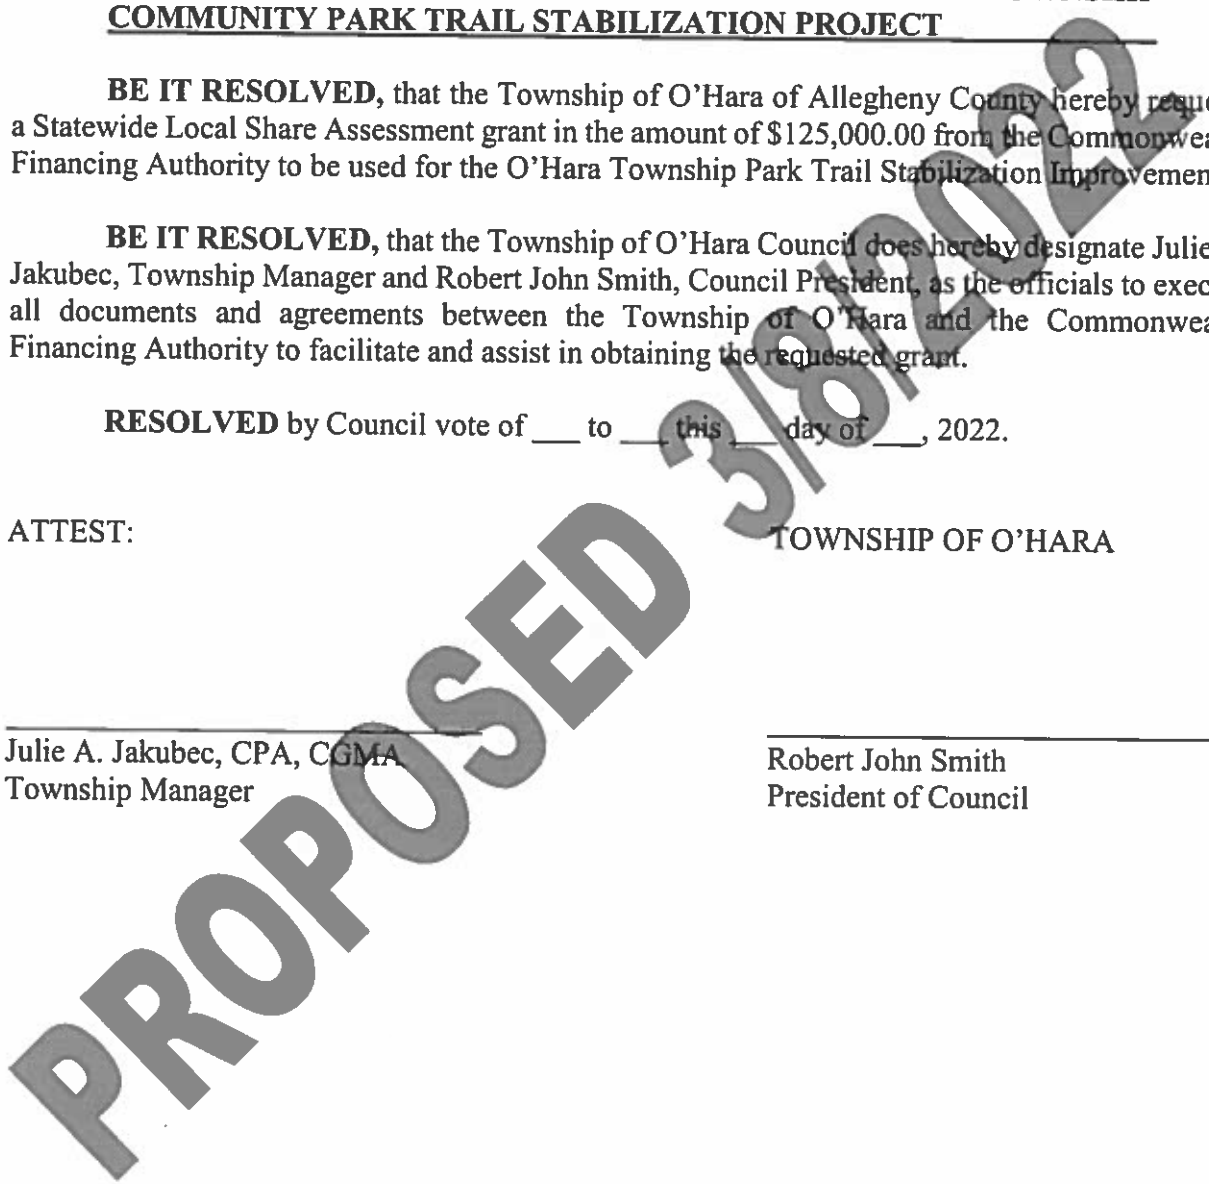 COMMUNITY PARK TRAIL STABILIZATION PROJECT
BE IT RESOLVED, that the Township of O'Hara of Allegheny County hereby reque
a Statewide Local Share Assessment grant in the amount of $125,000.00 from the Commonwea
Financing Authority to be used for the O'Hara Township Park Trail Stabilization Improvemen
BE IT RESOLVED, that the Township of O'Hara Council does hereby designate Julie
Jakubec, Township Manager and Robert John Smith, Council President, as the officials to exec
all documents and agreements between the Township of O'Hara and the Commonwea
Financing Authority to facilitate and assist in obtaining the requested grant.
RESOLVED by Council vote of ___ to ___ this ___ day of ___, 2022.
ATTEST:
TOWNSHIP OF O'HARA
Julie A. Jakubec, CPA, CGMA
Township Manager
Robert John Smith
President of Council
PROPOSED 3/8/2022